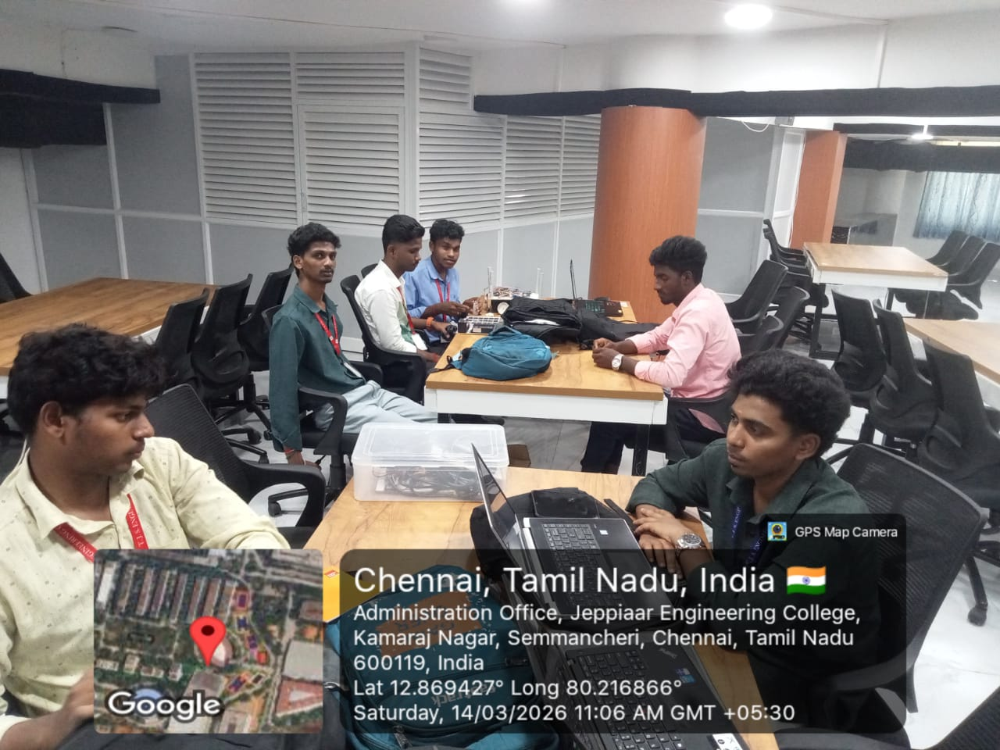 GPS Map Camera
Chennai, Tamil Nadu, India
Administration Office, Jeppiaar Engineering College,
Kamaraj Nagar, Semmancheri, Chennai, Tamil Nadu
600119, India
Lat 12.869427° Long 80.216866°
Saturday, 14/03/2026 11:06 AM GMT +05:30
Google